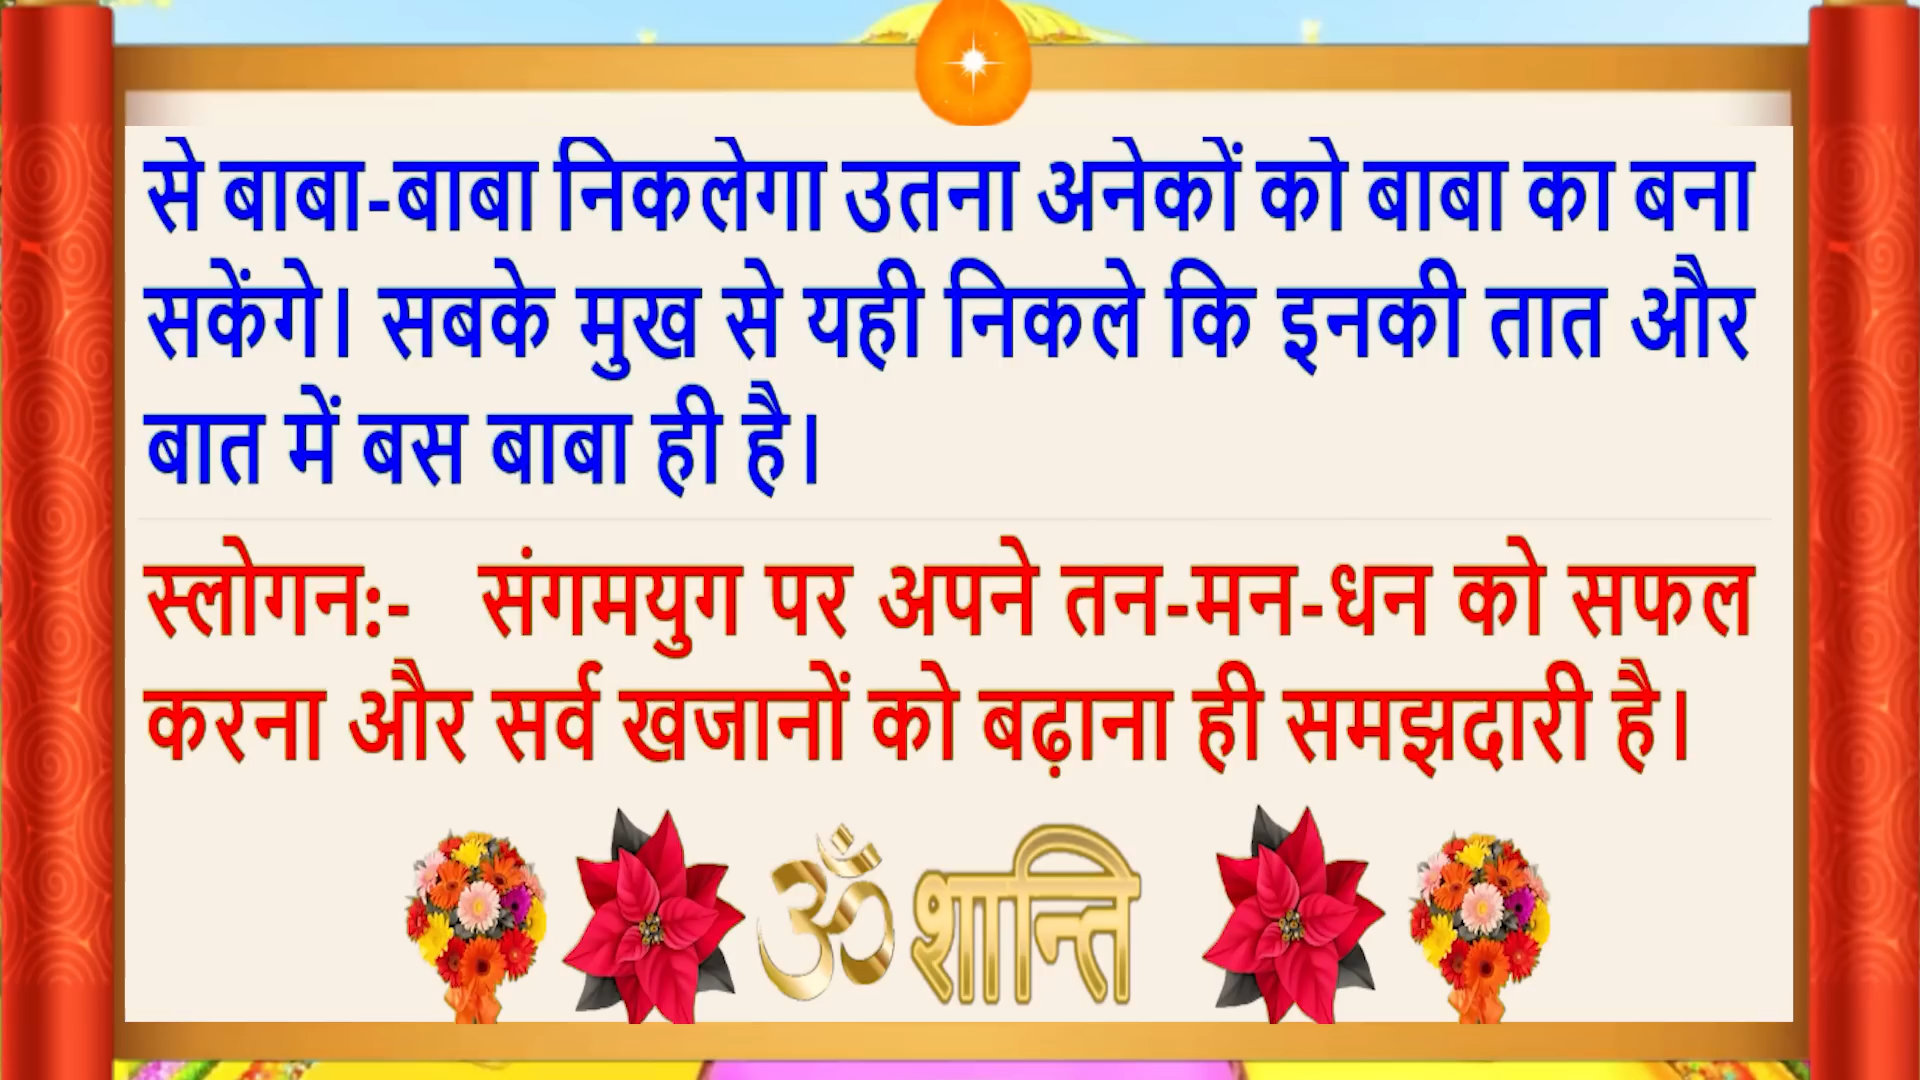 से बाबा-बाबा निकलेगा उतना अनेकों को बाबा का बना
सकेंगे। सबके मुख से यही निकले कि इनकी तात और
बात में बस बाबा ही है।
स्लोगन:- संगमयुग पर अपने तन-मन-धन को सफल
करना और सर्व खजानों को बढ़ाना ही समझदारी है।
ॐ शान्ति